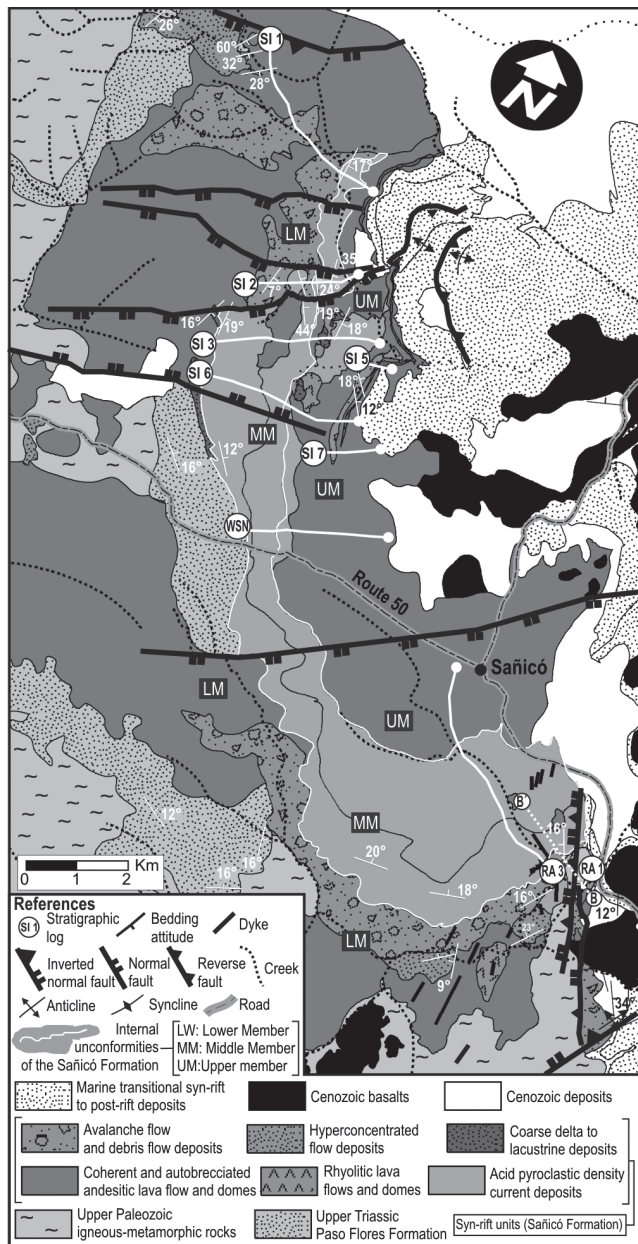 26°
60°
SI 1
32°
28°
N
17°
LM
35°
SI 2
7°
24°
UM
16°
19°
19°
44°
18°
SI 3
SI 5
SI 6
18°
12°
MM
12°
16°
SI 7
UM
WSN
Route 50
Sañicó
LM
UM
B'
MM
16°
12°
20°
RA 3
RA 1
16°
16°
18°
16°
B
12°
0 1 2 Km
LM
23°
9°
34°
References
SI 1 Stratigraphic log
Bedding attitude
Dyke
Inverted normal fault
Normal fault
Reverse fault
Creek
Anticline
Syncline
Road
Internal unconformities of the Sañicó Formation
LW: Lower Member
MM: Middle Member
UM:Upper member
Marine transitional syn-rift to post-rift deposits
Cenozoic basalts
Cenozoic deposits
Avalanche flow and debris flow deposits
Hyperconcentrated flow deposits
Coarse delta to lacustrine deposits
Coherent and autobrecciated andesitic lava flow and domes
Rhyolitic lava flows and domes
Acid pyroclastic density current deposits
Upper Paleozoic igneous-metamorphic rocks
Upper Triassic Paso Flores Formation
Syn-rift units (Sañicó Formation)